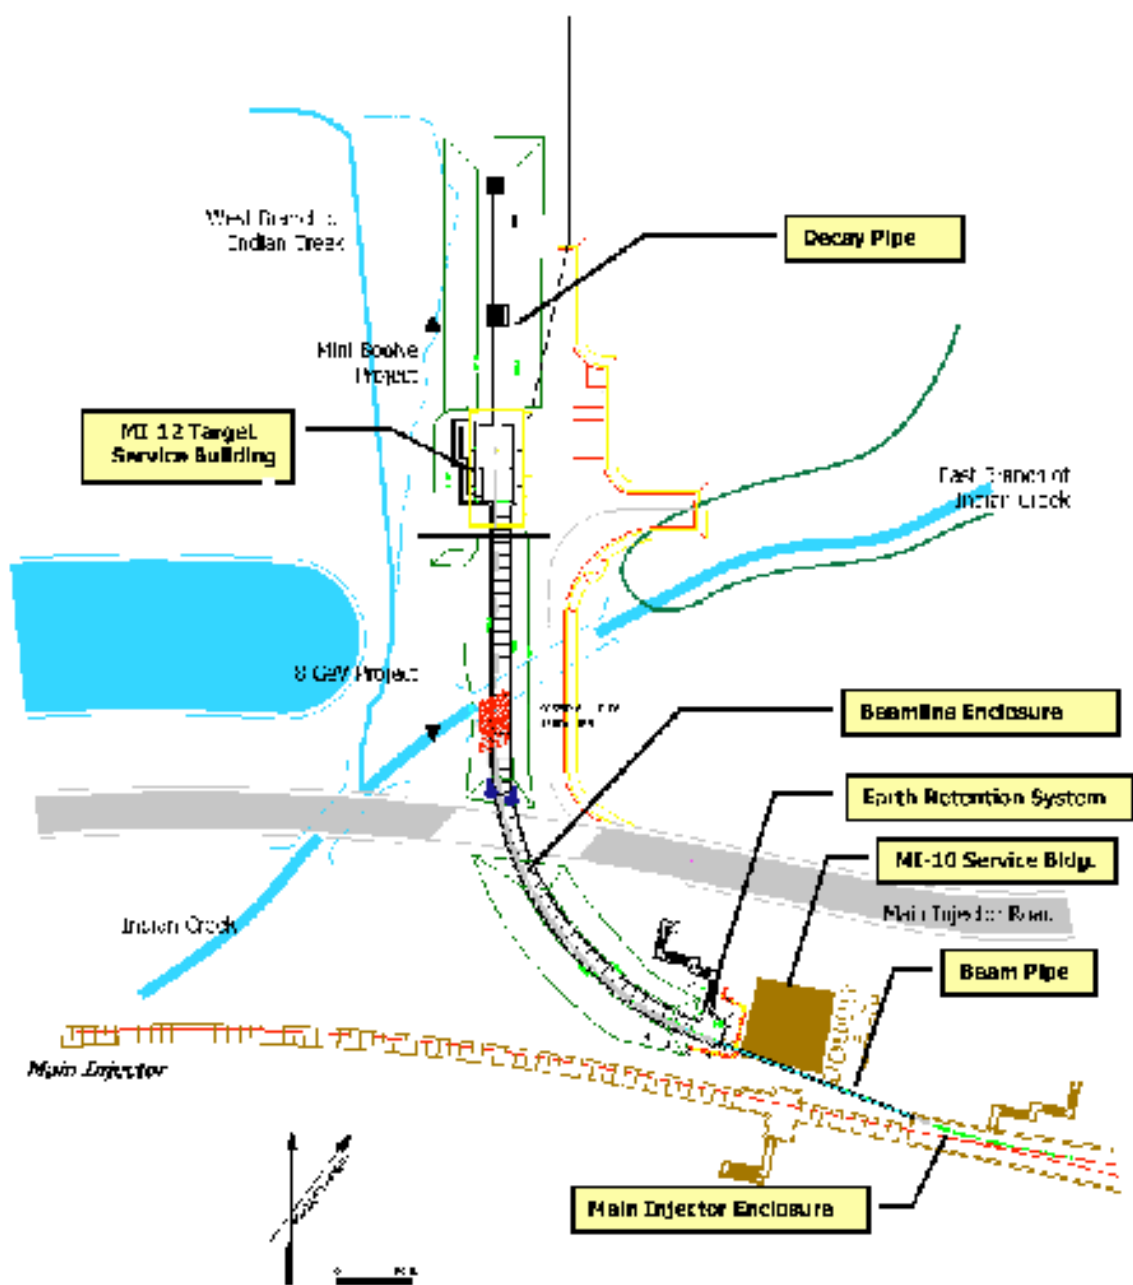 West Branch
Indian Creek
Decay Pipe
Mini Boone
Project
MI-12 Target
Service Building
East Branch of
Indian Creek
8 GeV Project
Beamline Enclosure
Earth Retention System
MI-10 Service Bldg.
Main Injector Road
Indian Creek
Beam Pipe
Main Injector
Main Injector Enclosure
0